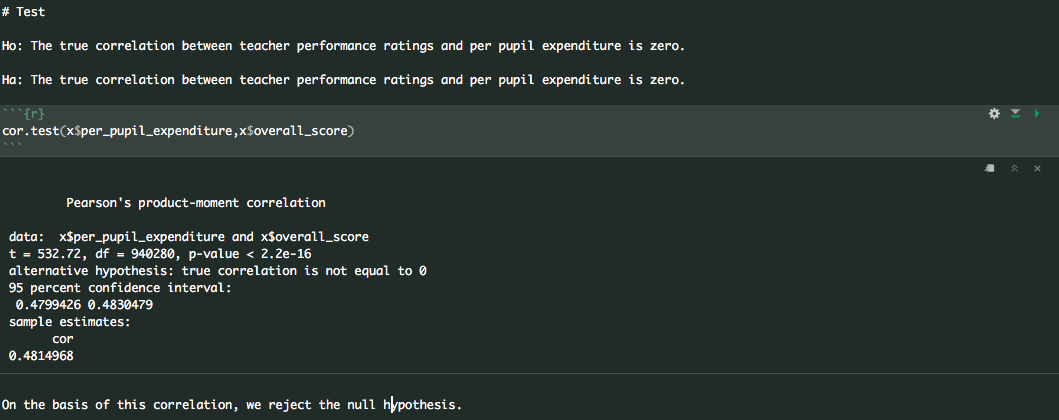 # Test
Ho: The true correlation between teacher performance ratings and per pupil expenditure is zero.
Ha: The true correlation between teacher performance ratings and per pupil expenditure is zero.
```{r}
cor.test(x$per_pupil_expenditure,x$overall_score)
```
Pearson's product-moment correlation
data:  x$per_pupil_expenditure and x$overall_score
t = 532.72, df = 940280, p-value < 2.2e-16
alternative hypothesis: true correlation is not equal to 0
95 percent confidence interval:
 0.4799426 0.4830479
sample estimates:
      cor
0.4814968
On the basis of this correlation, we reject the null hypothesis.